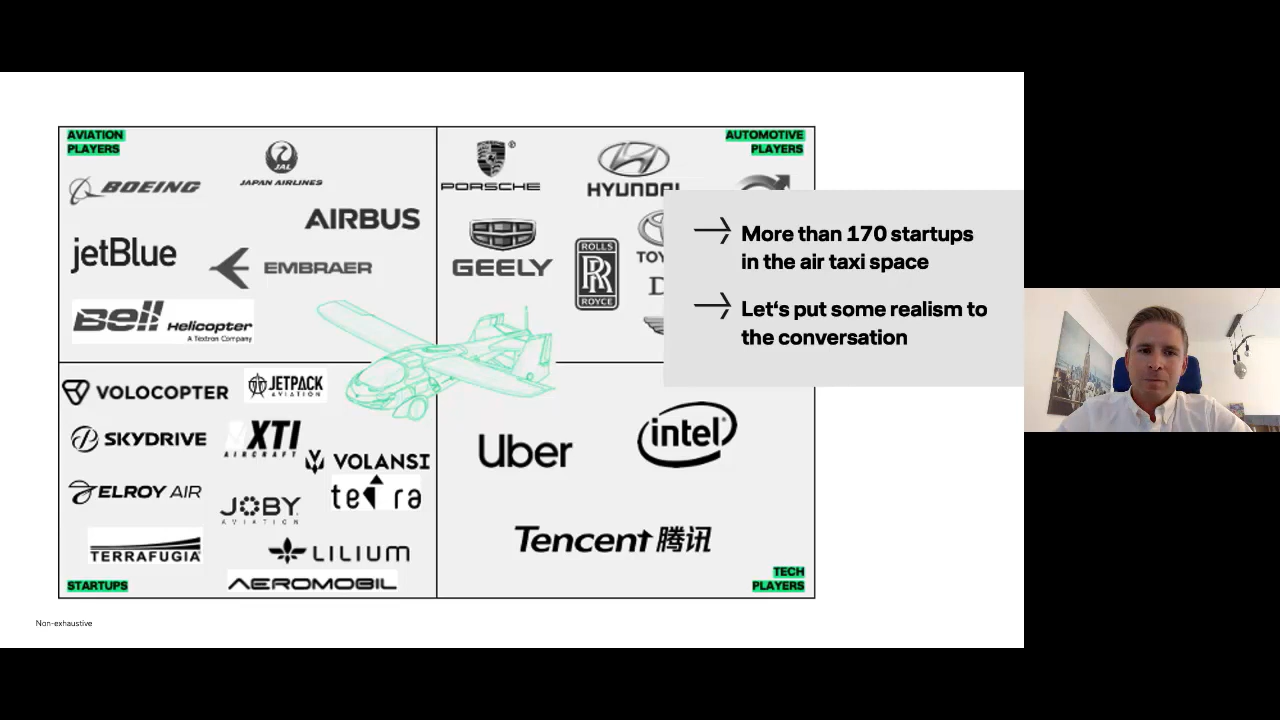 AVIATION
PLAYERS
BOEING
JAL
JAPAN AIRLINES
AIRBUS
jetBlue
EMBRAER
Bell Helicopter
A Textron Company
AUTOMOTIVE
PLAYERS
PORSCHE
HYUNDAI
GEELY
ROLLS
RR
ROYCE
TOY
D
More than 170 startups
in the air taxi space
Let‘s put some realism to
the conversation
VOLOCOPTER
JETPACK
AVIATION
SKYDRIVE
XTI
AIRCRAFT
VOLANSI
ELROY AIR
tetra
JOBY
AVIATION
TERRAFUGIA
LILIUM
AEROMOBIL
STARTUPS
Uber
intel
Tencent 腾讯
TECH
PLAYERS
Non-exhaustive